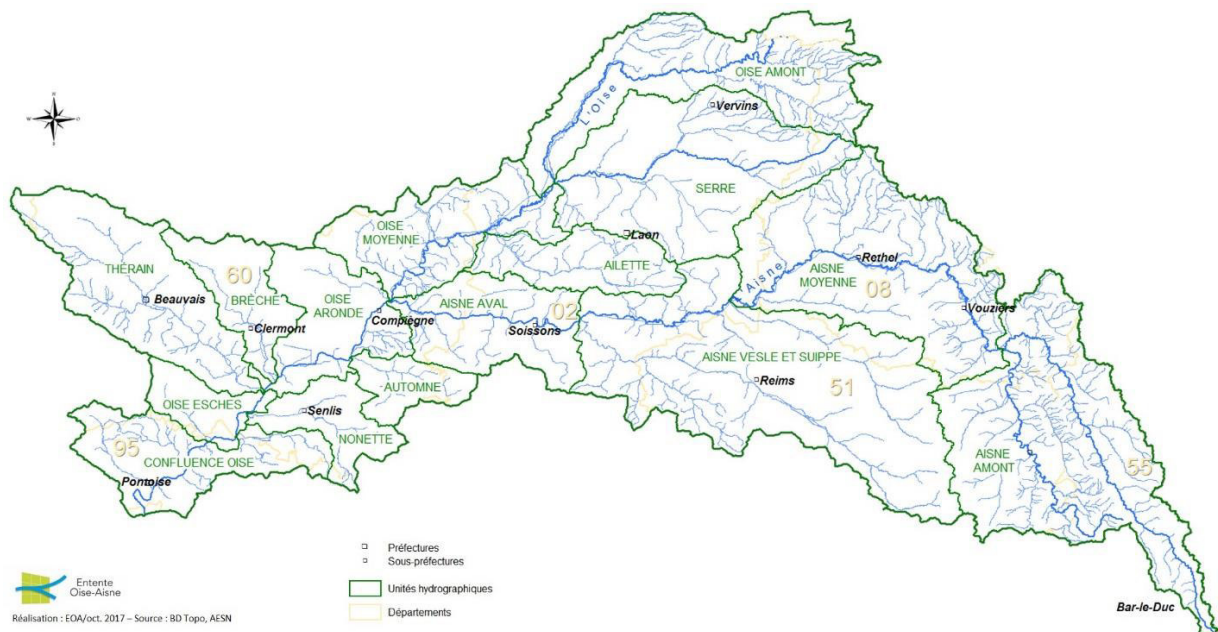 N
W
O
S
OISE AMONT
L'Oise
Vervins
SERRE
OISE
MOYENNE
Laon
AILETTE
THÉRAIN
60
Beauvais
BRÈCHE
Clermont
OISE
ARONDE
Compiègne
AISNE AVAL
02
Soissons
L'Aisne
Rethel
AISNE
MOYENNE
08
Vouziers
AISNE VESLE ET SUIPPE
Reims
51
AUTOMNE
OISE ESCHES
Senlis
NONETTE
95
CONFLUENCE OISE
Pontoise
AISNE
AMONT
55
Bar-le-Duc
Préfectures
Sous-préfectures
Unités hydrographiques
Départements
Entente
Oise-Aisne
Réalisation : EOA/oct. 2017 – Source : BD Topo, AESN